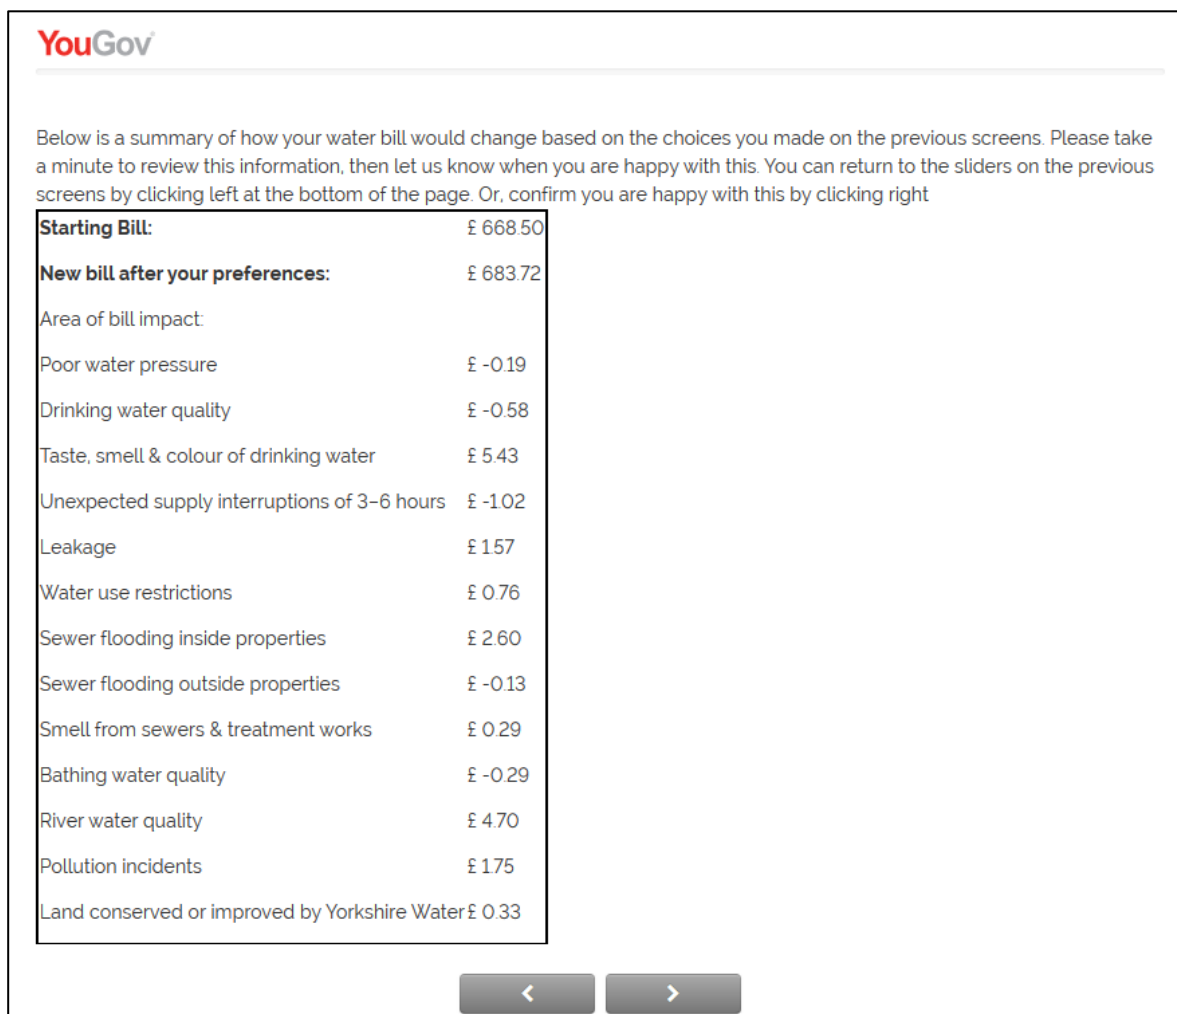 YouGov
Below is a summary of how your water bill would change based on the choices you made on the previous screens. Please take
a minute to review this information, then let us know when you are happy with this. You can return to the sliders on the previous
screens by clicking left at the bottom of the page. Or, confirm you are happy with this by clicking right
Starting Bill: £ 668.50
New bill after your preferences: £ 683.72
Area of bill impact:
Poor water pressure £ -0.19
Drinking water quality £ -0.58
Taste, smell & colour of drinking water £ 5.43
Unexpected supply interruptions of 3–6 hours £ -1.02
Leakage £ 1.57
Water use restrictions £ 0.76
Sewer flooding inside properties £ 2.60
Sewer flooding outside properties £ -0.13
Smell from sewers & treatment works £ 0.29
Bathing water quality £ -0.29
River water quality £ 4.70
Pollution incidents £ 1.75
Land conserved or improved by Yorkshire Water £ 0.33